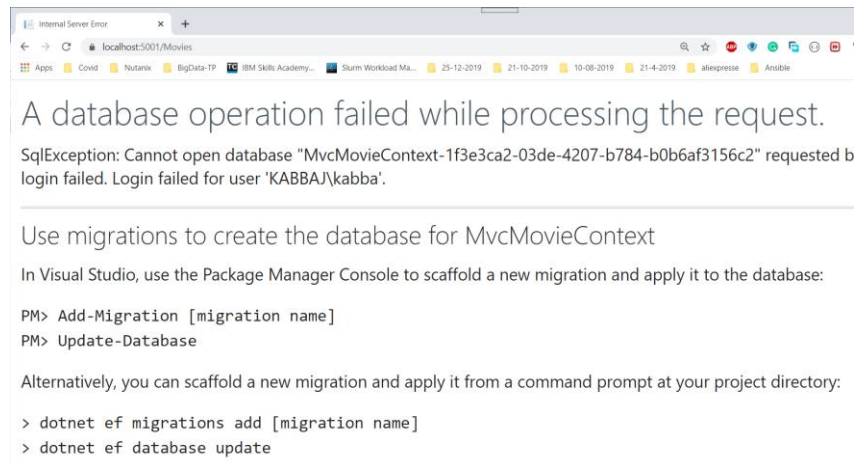 Internal Server Error
localhost:5001/Movies
Apps Covid Nutanix BigData-TP IBM Skills Academy... Slurm Workload Ma... 25-12-2019 21-10-2019 10-08-2019 21-4-2019 aliexpresse Ansible
A database operation failed while processing the request.
SqlException: Cannot open database "MvcMovieContext-1f3e3ca2-03de-4207-b784-b0b6af3156c2" requested b
login failed. Login failed for user 'KABBAJ\kabba'.
Use migrations to create the database for MvcMovieContext
In Visual Studio, use the Package Manager Console to scaffold a new migration and apply it to the database:
PM> Add-Migration [migration name]
PM> Update-Database
Alternatively, you can scaffold a new migration and apply it from a command prompt at your project directory:
> dotnet ef migrations add [migration name]
> dotnet ef database update